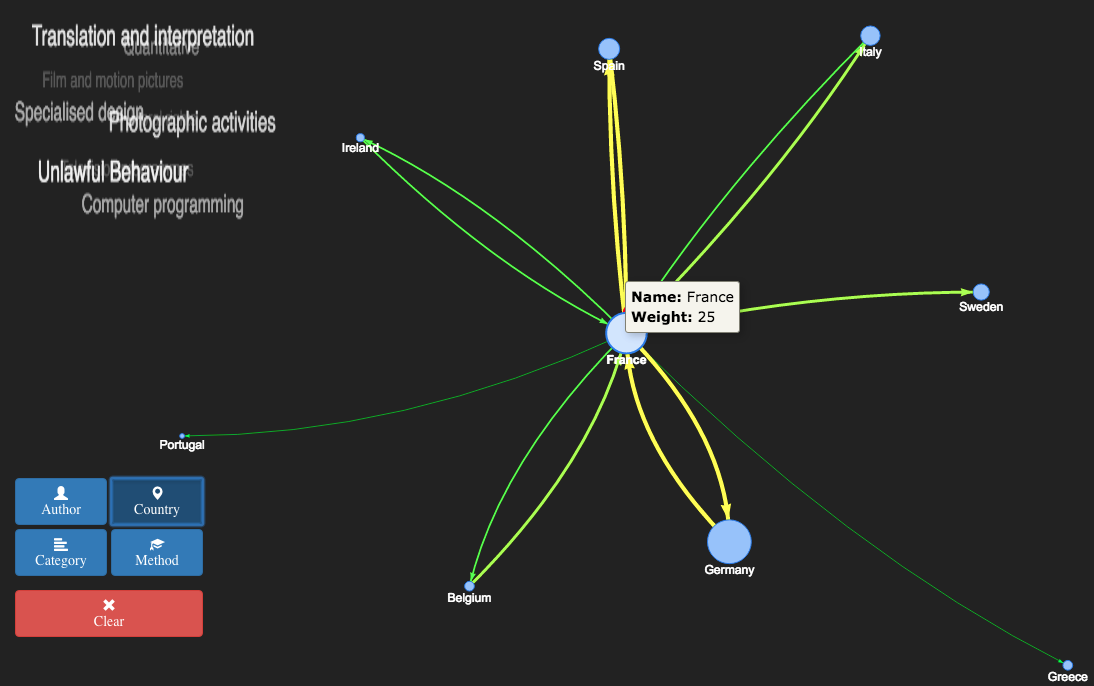 Translation and interpretation
Quantitative
Film and motion pictures
Specialised design
Photographic activities
Unlawful Behaviour
Computer programming
Spain
Italy
Ireland
Name: France
Weight: 25
Sweden
France
Portugal
Germany
Belgium
Greece
Author
Country
Category
Method
Clear